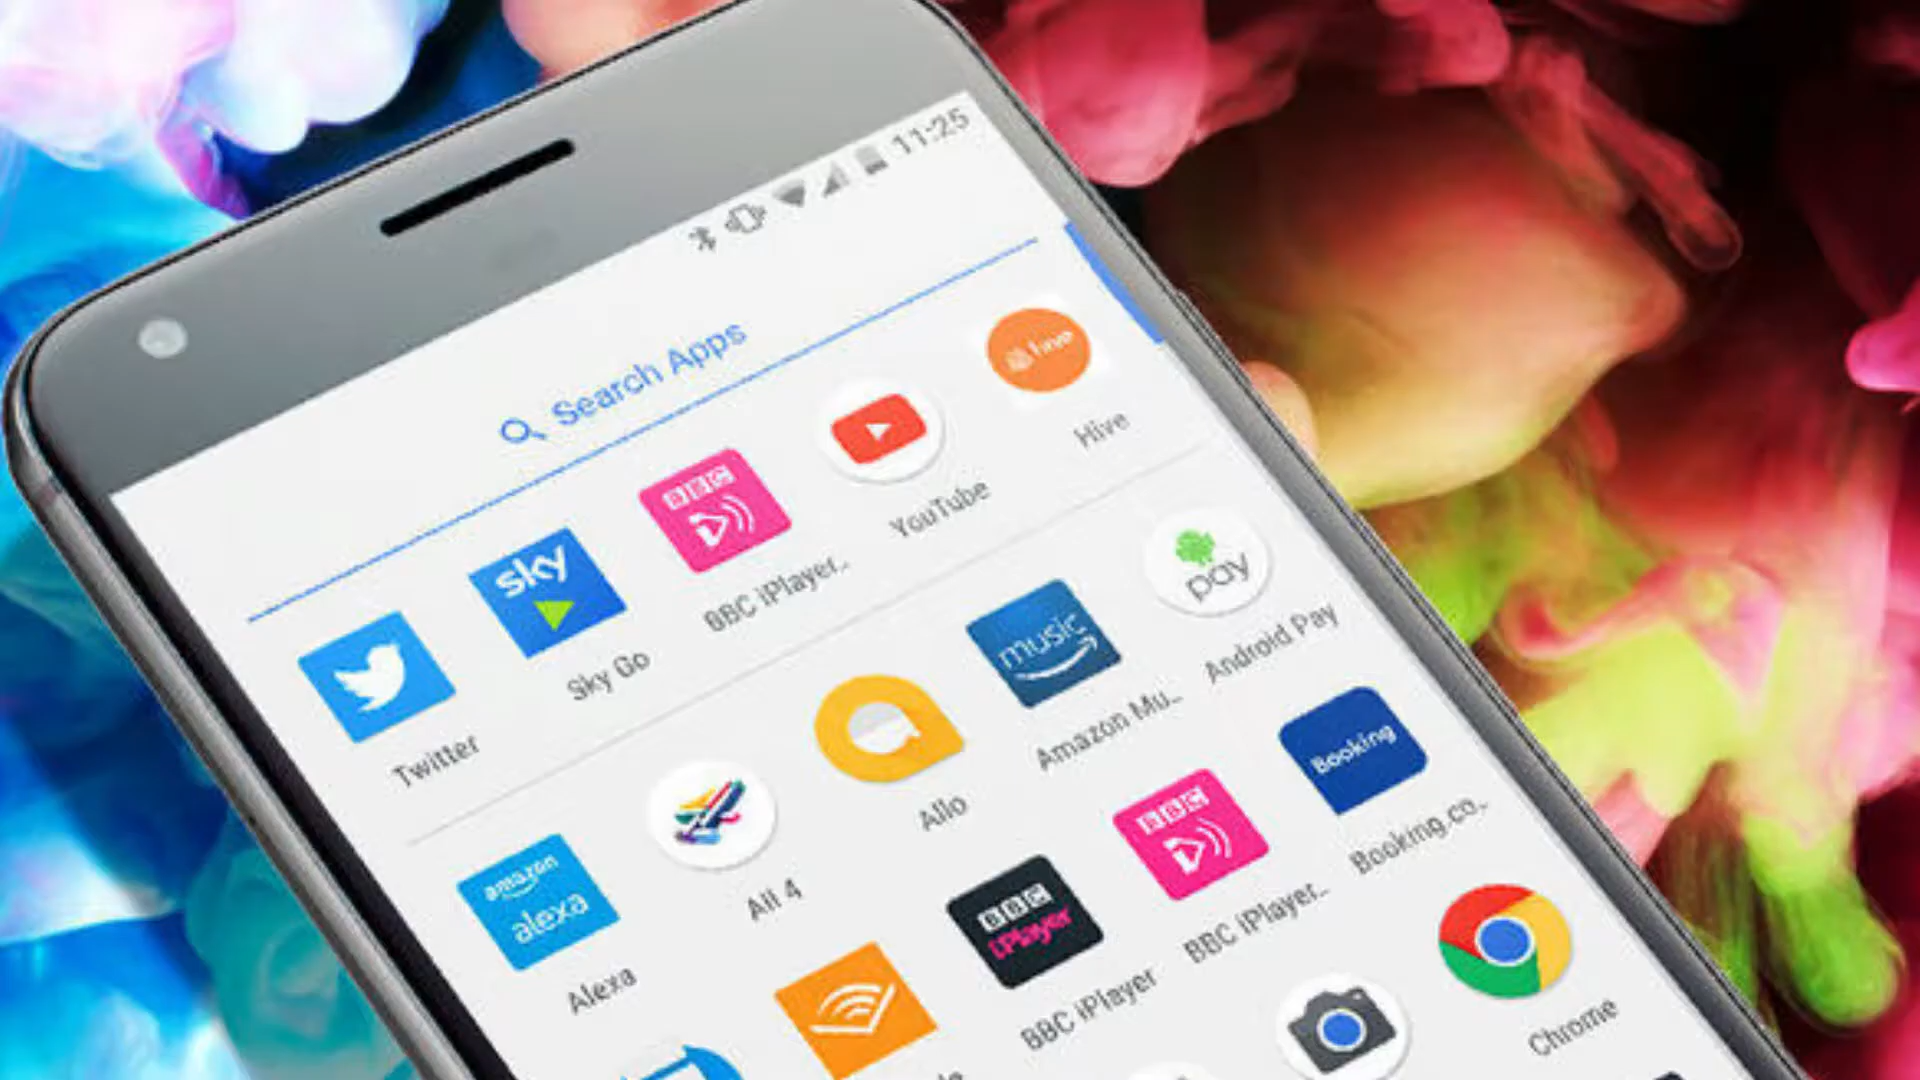 11:25
Search Apps
hive
Hive
YouTube
BBC
BBC iPlayer..
sky
Sky Go
Twitter
pay
Android Pay
music
Amazon Mu..
Allo
All 4
amazon
alexa
Alexa
Booking
Booking.co..
BBC
BBC iPlayer..
BBC
iPlayer
BBC iPlayer
Chrome